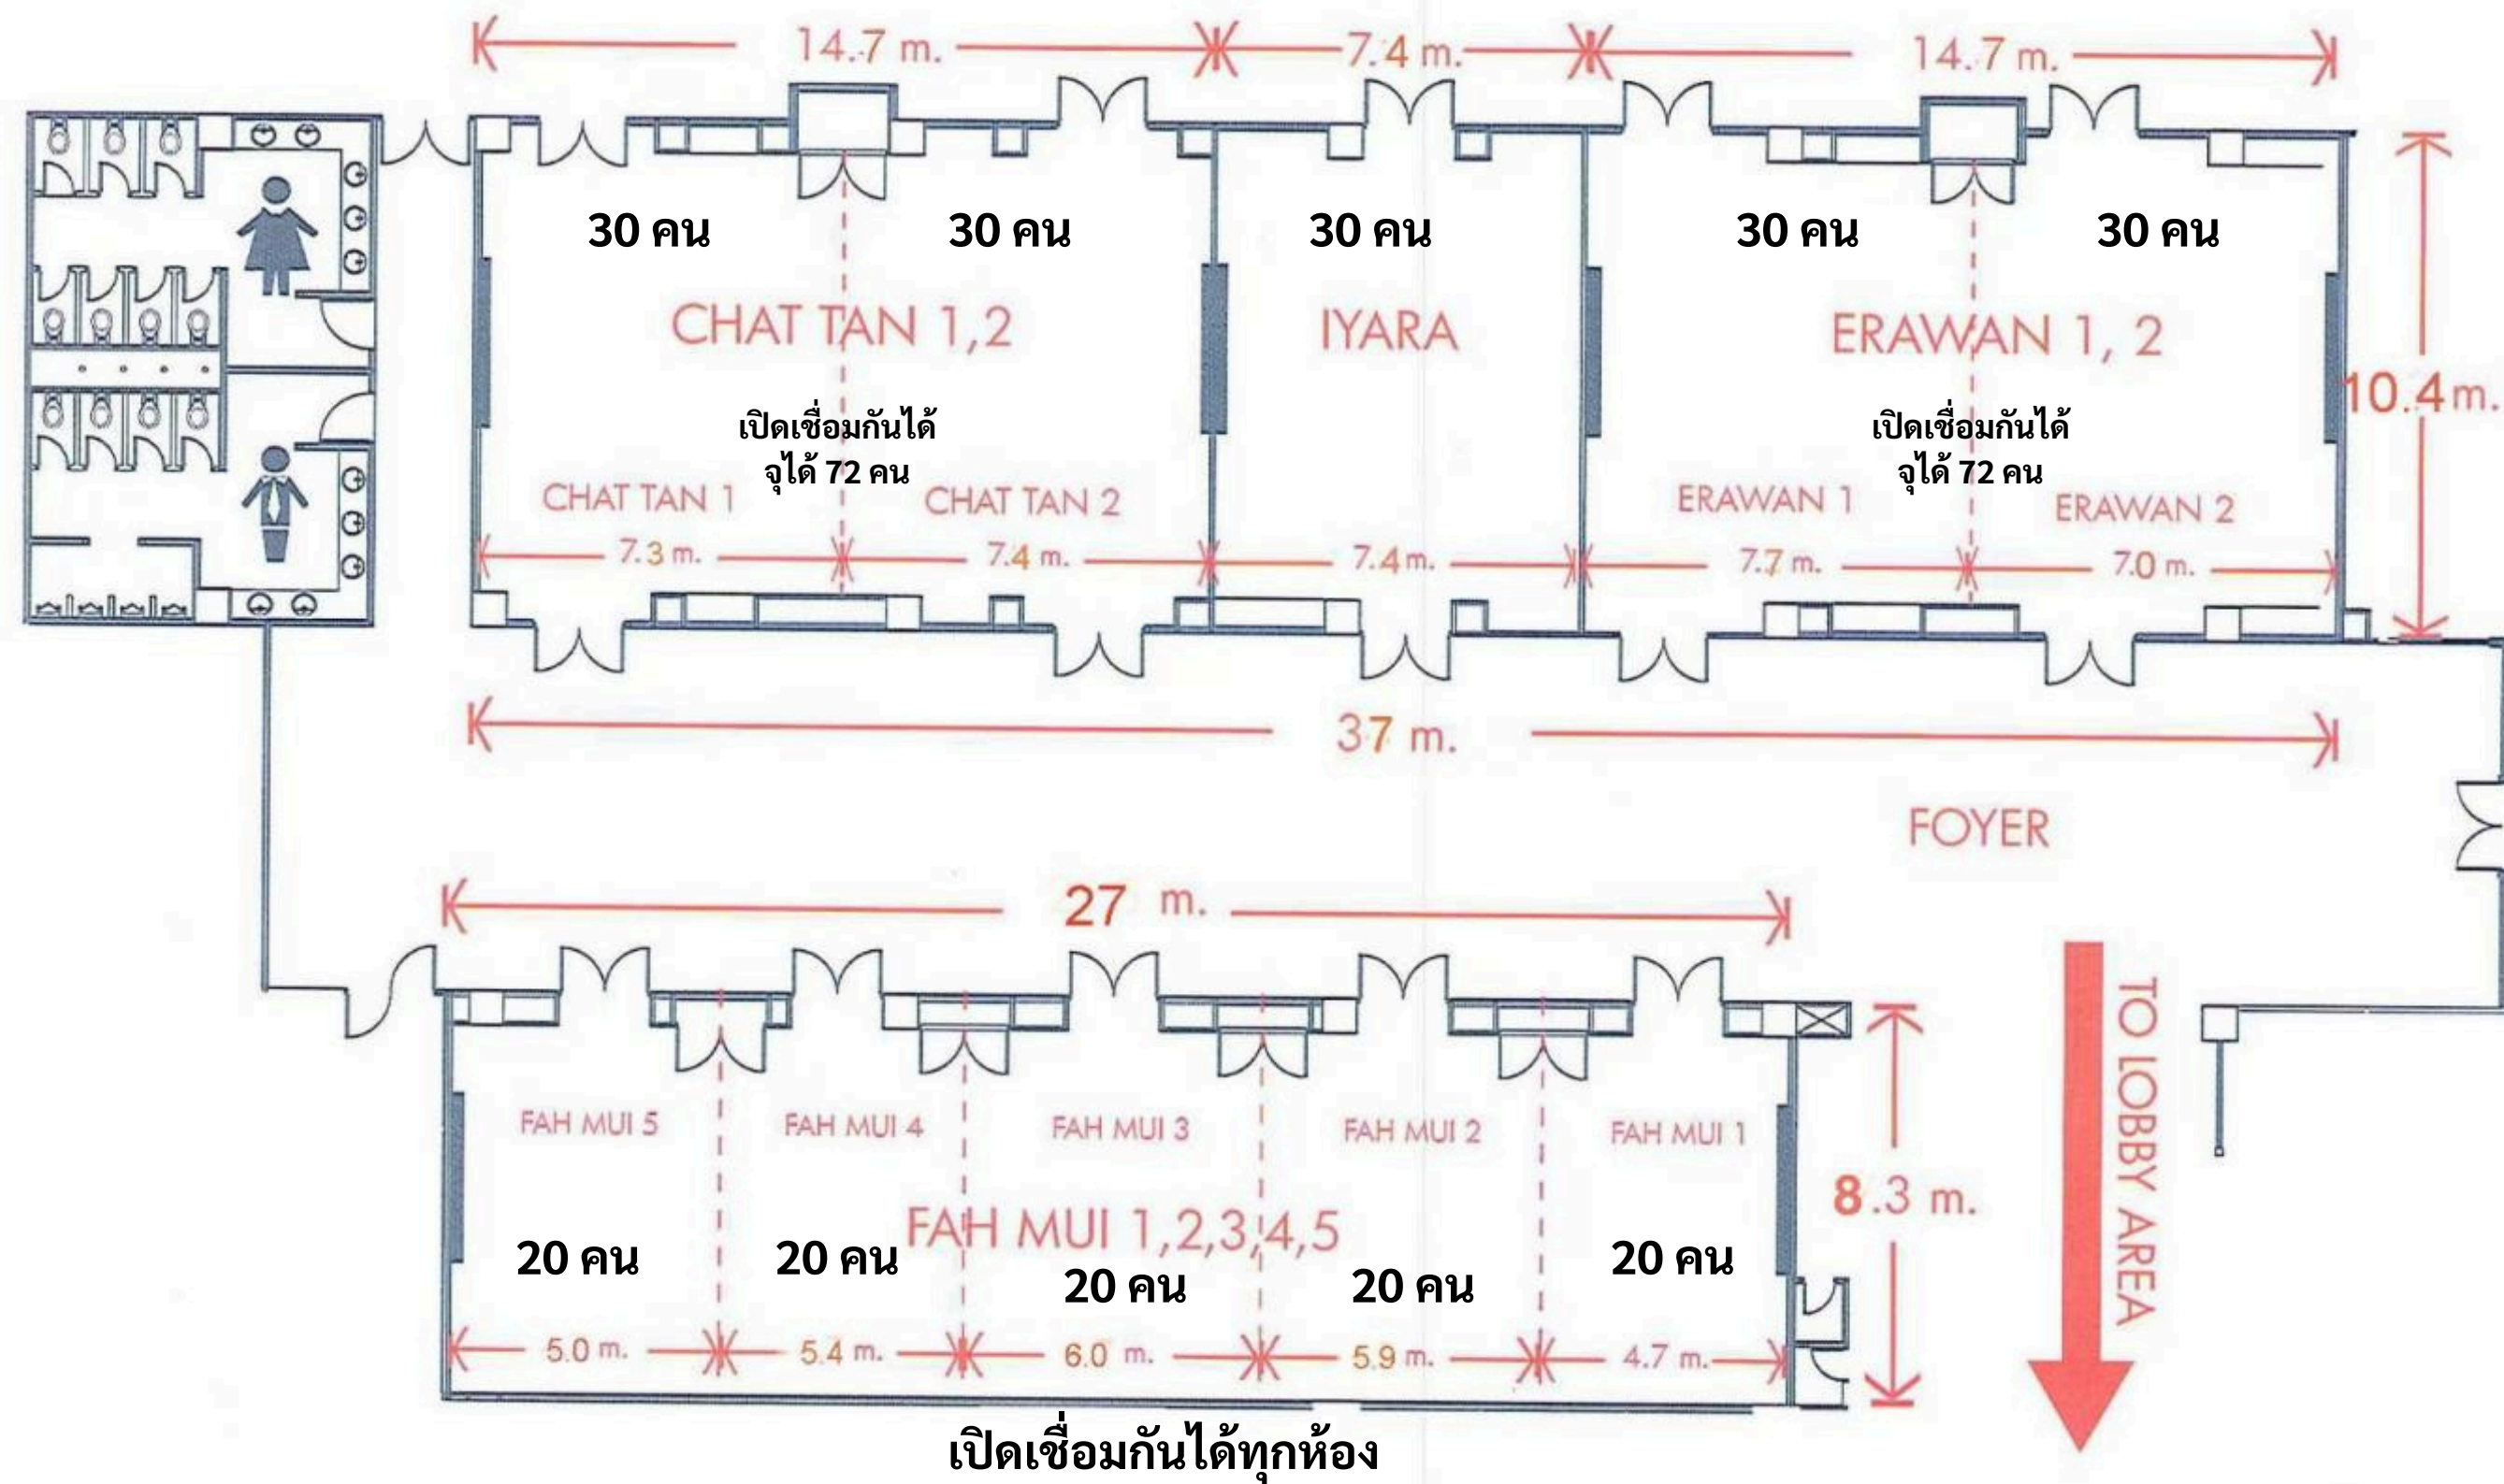 14.7 m. 7.4 m. 14.7 m.
30 คน 30 คน 30 คน 30 คน 30 คน
CHAT TAN 1,2 IYARA ERAWAN 1, 2
10.4 m.
เปิดเชื่อมกันได้ เปิดเชื่อมกันได้
จุได้ 72 คน จุได้ 72 คน
CHAT TAN 1 CHAT TAN 2 ERAWAN 1 ERAWAN 2
7.3 m. 7.4 m. 7.4 m. 7.7 m. 7.0 m.
37 m.
FOYER
27 m.
TO LOBBY AREA
FAH MUI 5 FAH MUI 4 FAH MUI 3 FAH MUI 2 FAH MUI 1
8.3 m.
FAH MUI 1,2,3,4,5
20 คน 20 คน 20 คน 20 คน 20 คน
5.0 m. 5.4 m. 6.0 m. 5.9 m. 4.7 m.
เปิดเชื่อมกันได้ทุกห้อง